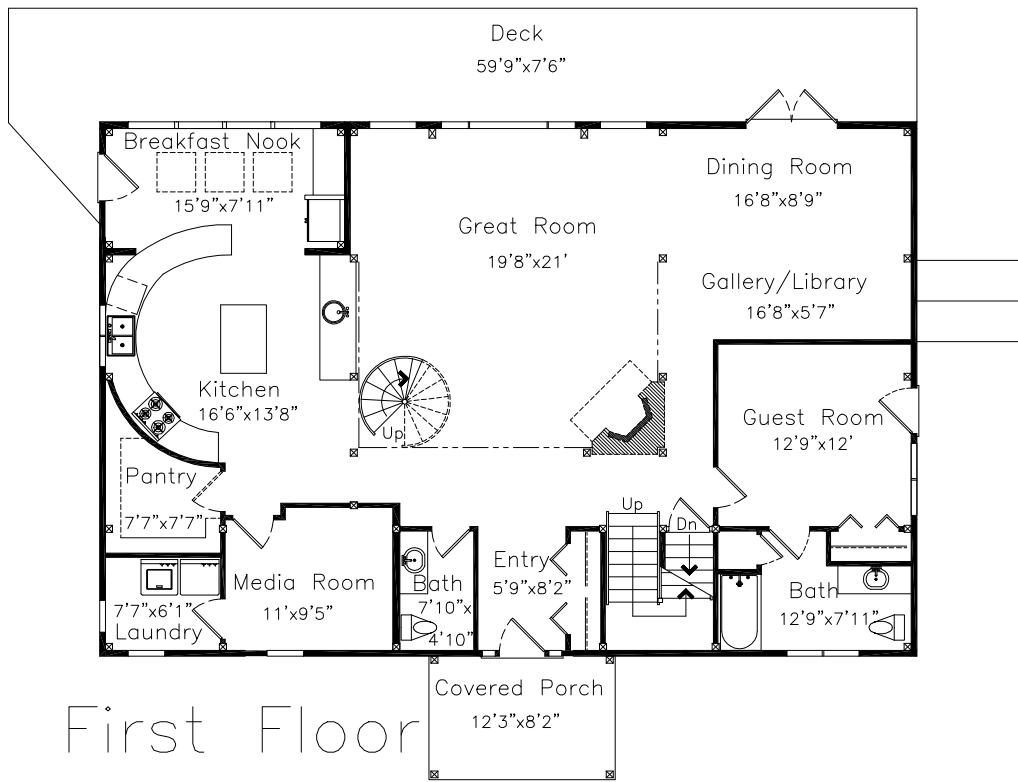 Deck
59'9"x7'6"
Breakfast Nook
15'9"x7'11"
Dining Room
16'8"x8'9"
Great Room
19'8"x21'
Gallery/Library
16'8"x5'7"
Kitchen
16'6"x13'8"
Up
Guest Room
12'9"x12'
Pantry
7'7"x7'7"
Up
Dn
Media Room
11'x9'5"
Bath
7'10"x
4'10"
Entry
5'9"x8'2"
Bath
12'9"x7'11"
7'7"x6'1"
Laundry
Covered Porch
12'3"x8'2"
First Floor